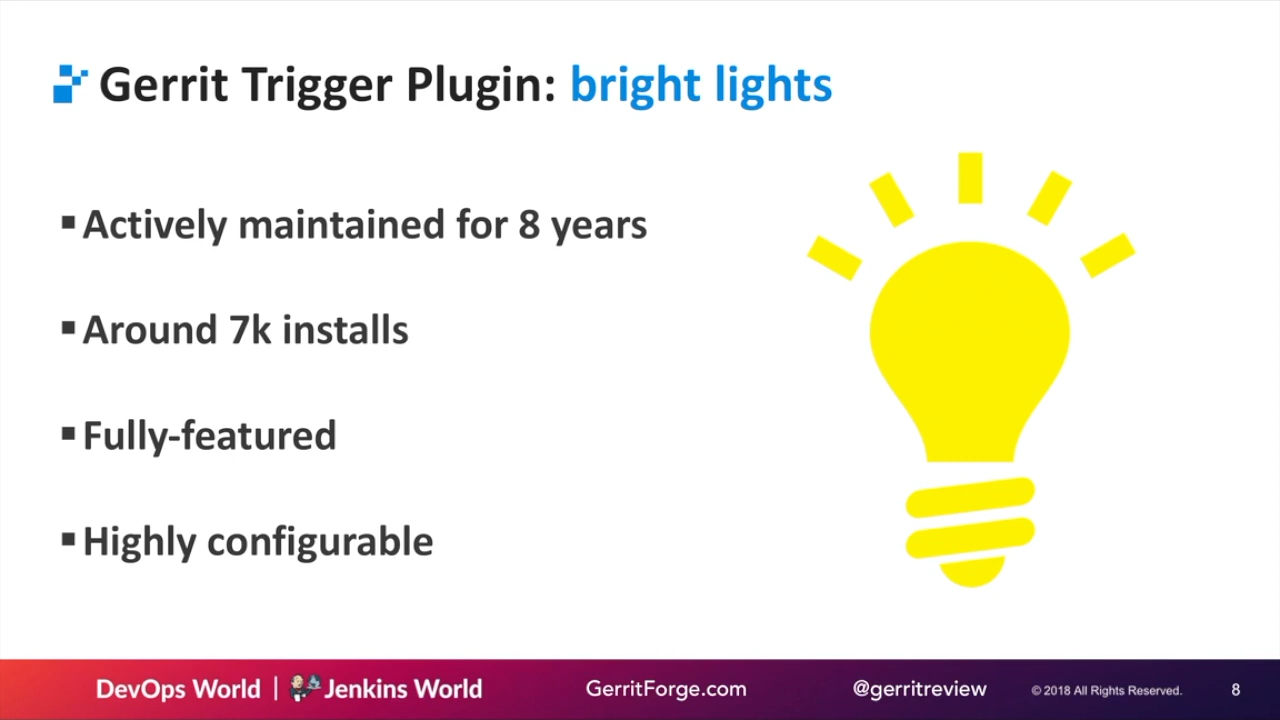 Gerrit Trigger Plugin: bright lights
▪Actively maintained for 8 years
▪Around 7k installs
▪Fully-featured
▪Highly configurable
DevOps World | Jenkins World GerritForge.com @gerritreview © 2018 All Rights Reserved. 8